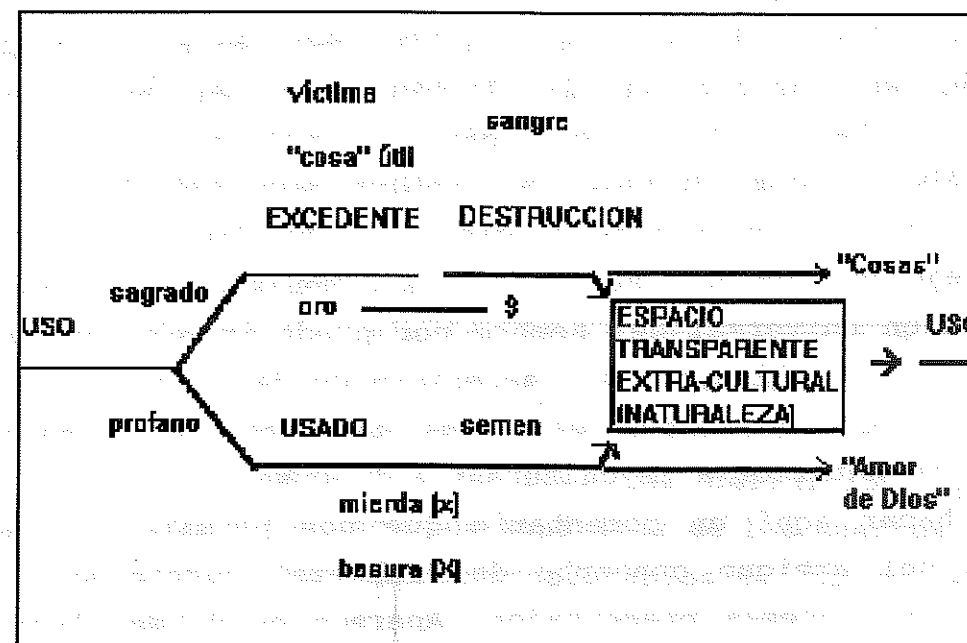 víctima
sangre
"cosa" útil
EXCEDENTE DESTRUCCION
"Cosas"
sagrado
oro $
USO
ESPACIO
TRANSPARENTE
EXTRA-CULTURAL
[NATURALEZA]
USO
profano
USADO semen
"Amor
de Dios"
mierda [x]
basura [X]